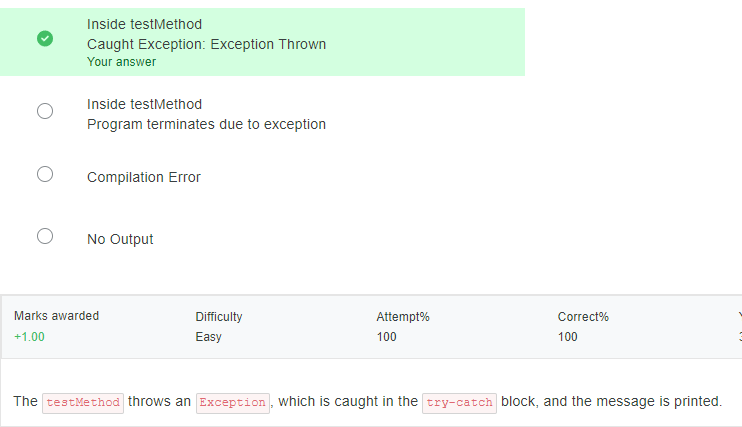 Inside testMethod
Caught Exception: Exception Thrown
Your answer
Inside testMethod
Program terminates due to exception
Compilation Error
No Output
Marks awarded Difficulty Attempt% Correct%
+1.00 Easy 100 100
The testMethod throws an Exception, which is caught in the try-catch block, and the message is printed.